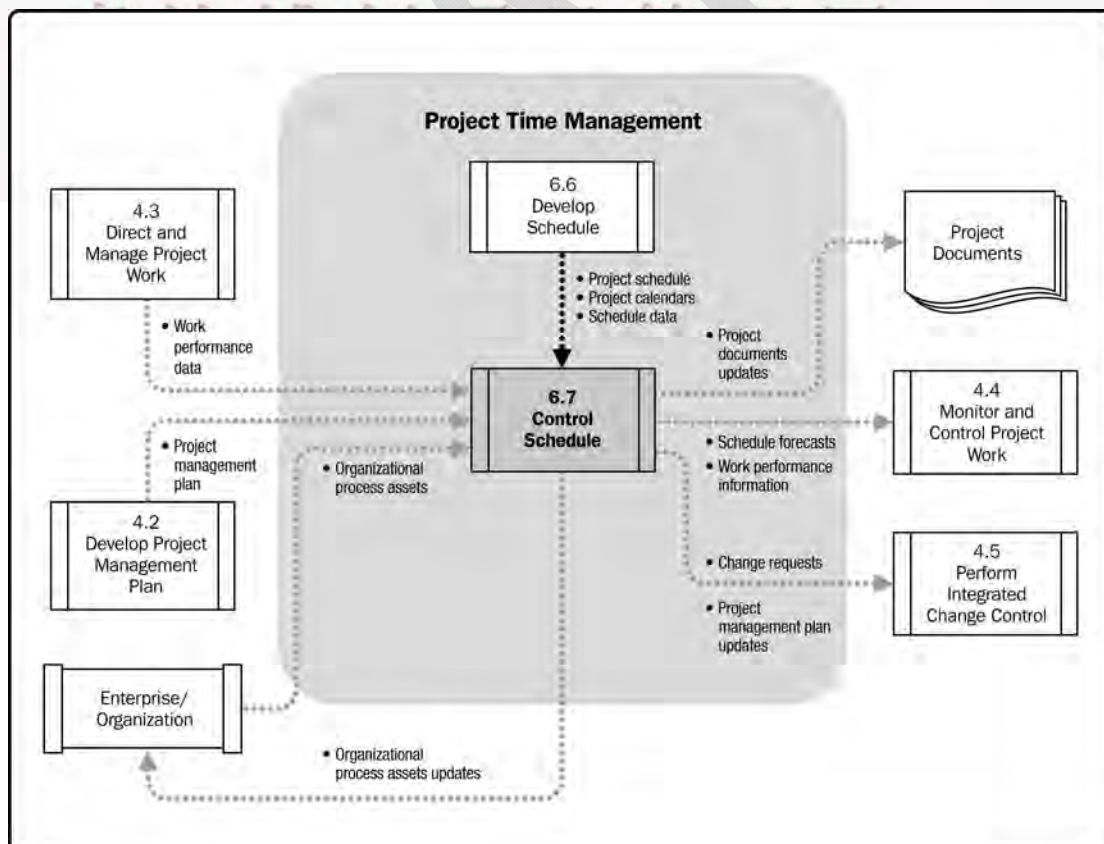 Project Time Management
6.6
Develop
Schedule
4.3
Direct and
Manage Project
Work
Project
Documents
• Project schedule
• Project calendars
• Schedule data
• Work
performance
data
• Project
documents
updates
6.7
Control
Schedule
4.4
Monitor and
Control Project
Work
• Project
management
plan
• Organizational
process assets
• Schedule forecasts
• Work performance
information
4.2
Develop Project
Management
Plan
• Change requests
4.5
Perform
Integrated
Change Control
• Project
management plan
updates
Enterprise/
Organization
• Organizational
process assets updates